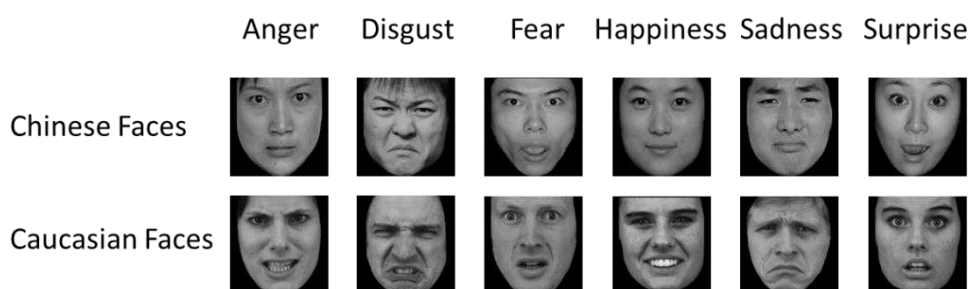 Anger Disgust Fear Happiness Sadness Surprise
Chinese Faces
Caucasian Faces